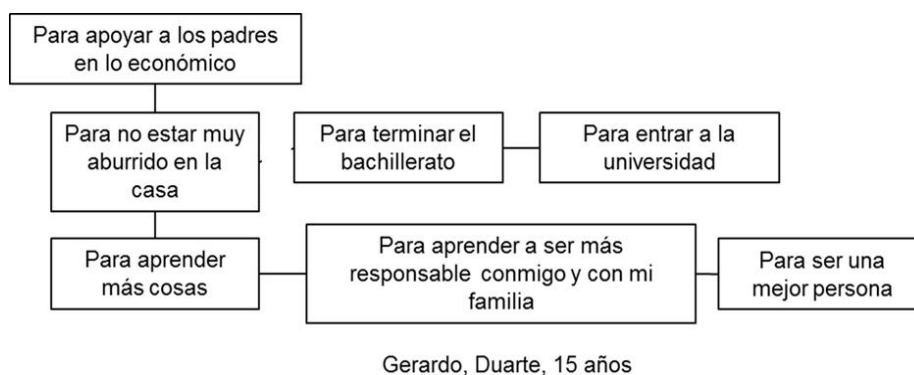 Para apoyar a los padres
en lo económico
Para no estar muy
aburrido en la
casa
Para terminar el
bachillerato
Para entrar a la
universidad
Para aprender
más cosas
Para aprender a ser más
responsable conmigo y con mi
familia
Para ser una
mejor persona
Gerardo, Duarte, 15 años